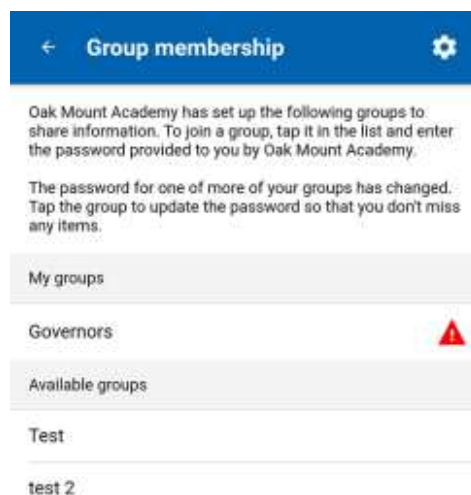 Group membership
Oak Mount Academy has set up the following groups to
share information. To join a group, tap it in the list and enter
the password provided to you by Oak Mount Academy.
The password for one of more of your groups has changed.
Tap the group to update the password so that you don't miss
any items.
My groups
Governors
Available groups
Test
test 2